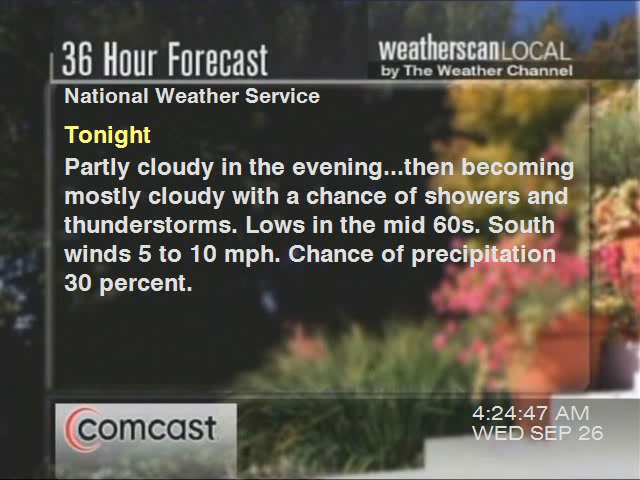 36 Hour Forecast
weatherscanLOCAL
by The Weather Channel
National Weather Service
Tonight
Partly cloudy in the evening...then becoming
mostly cloudy with a chance of showers and
thunderstorms. Lows in the mid 60s. South
winds 5 to 10 mph. Chance of precipitation
30 percent.
comcast
4:24:47 AM
WED SEP 26